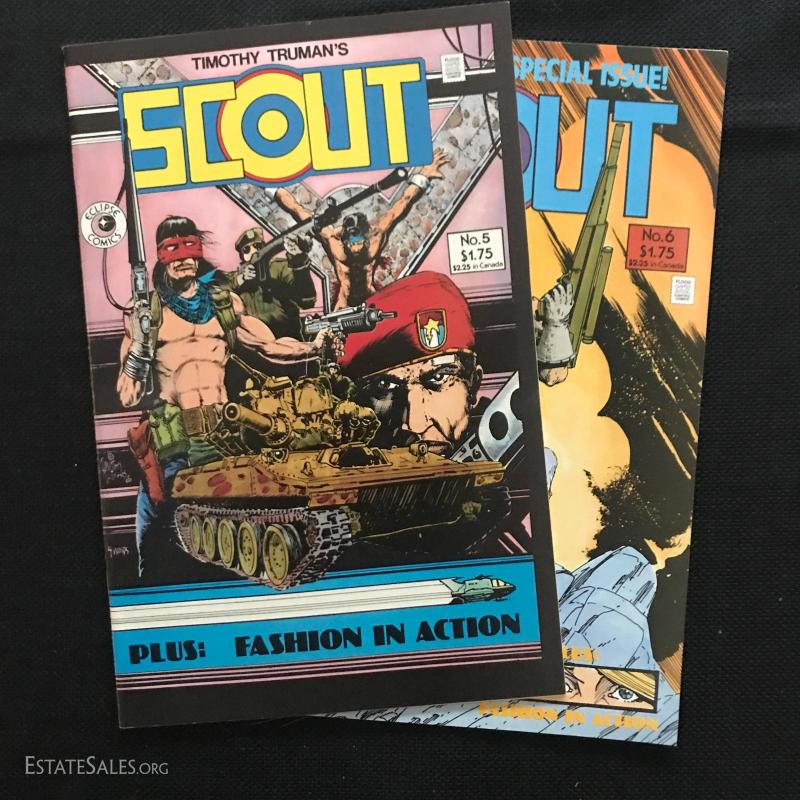 TIMOTHY TRUMAN'S
SCOUT
ECLIPSE
COMICS
No. 5
$1.75
$2.25 in Canada
PLUS: FASHION IN ACTION
SPECIAL ISSUE!
OUT
No. 6
$1.75
$2.25 in Canada
FASHION IN ACTION
ESTATESALES.ORG